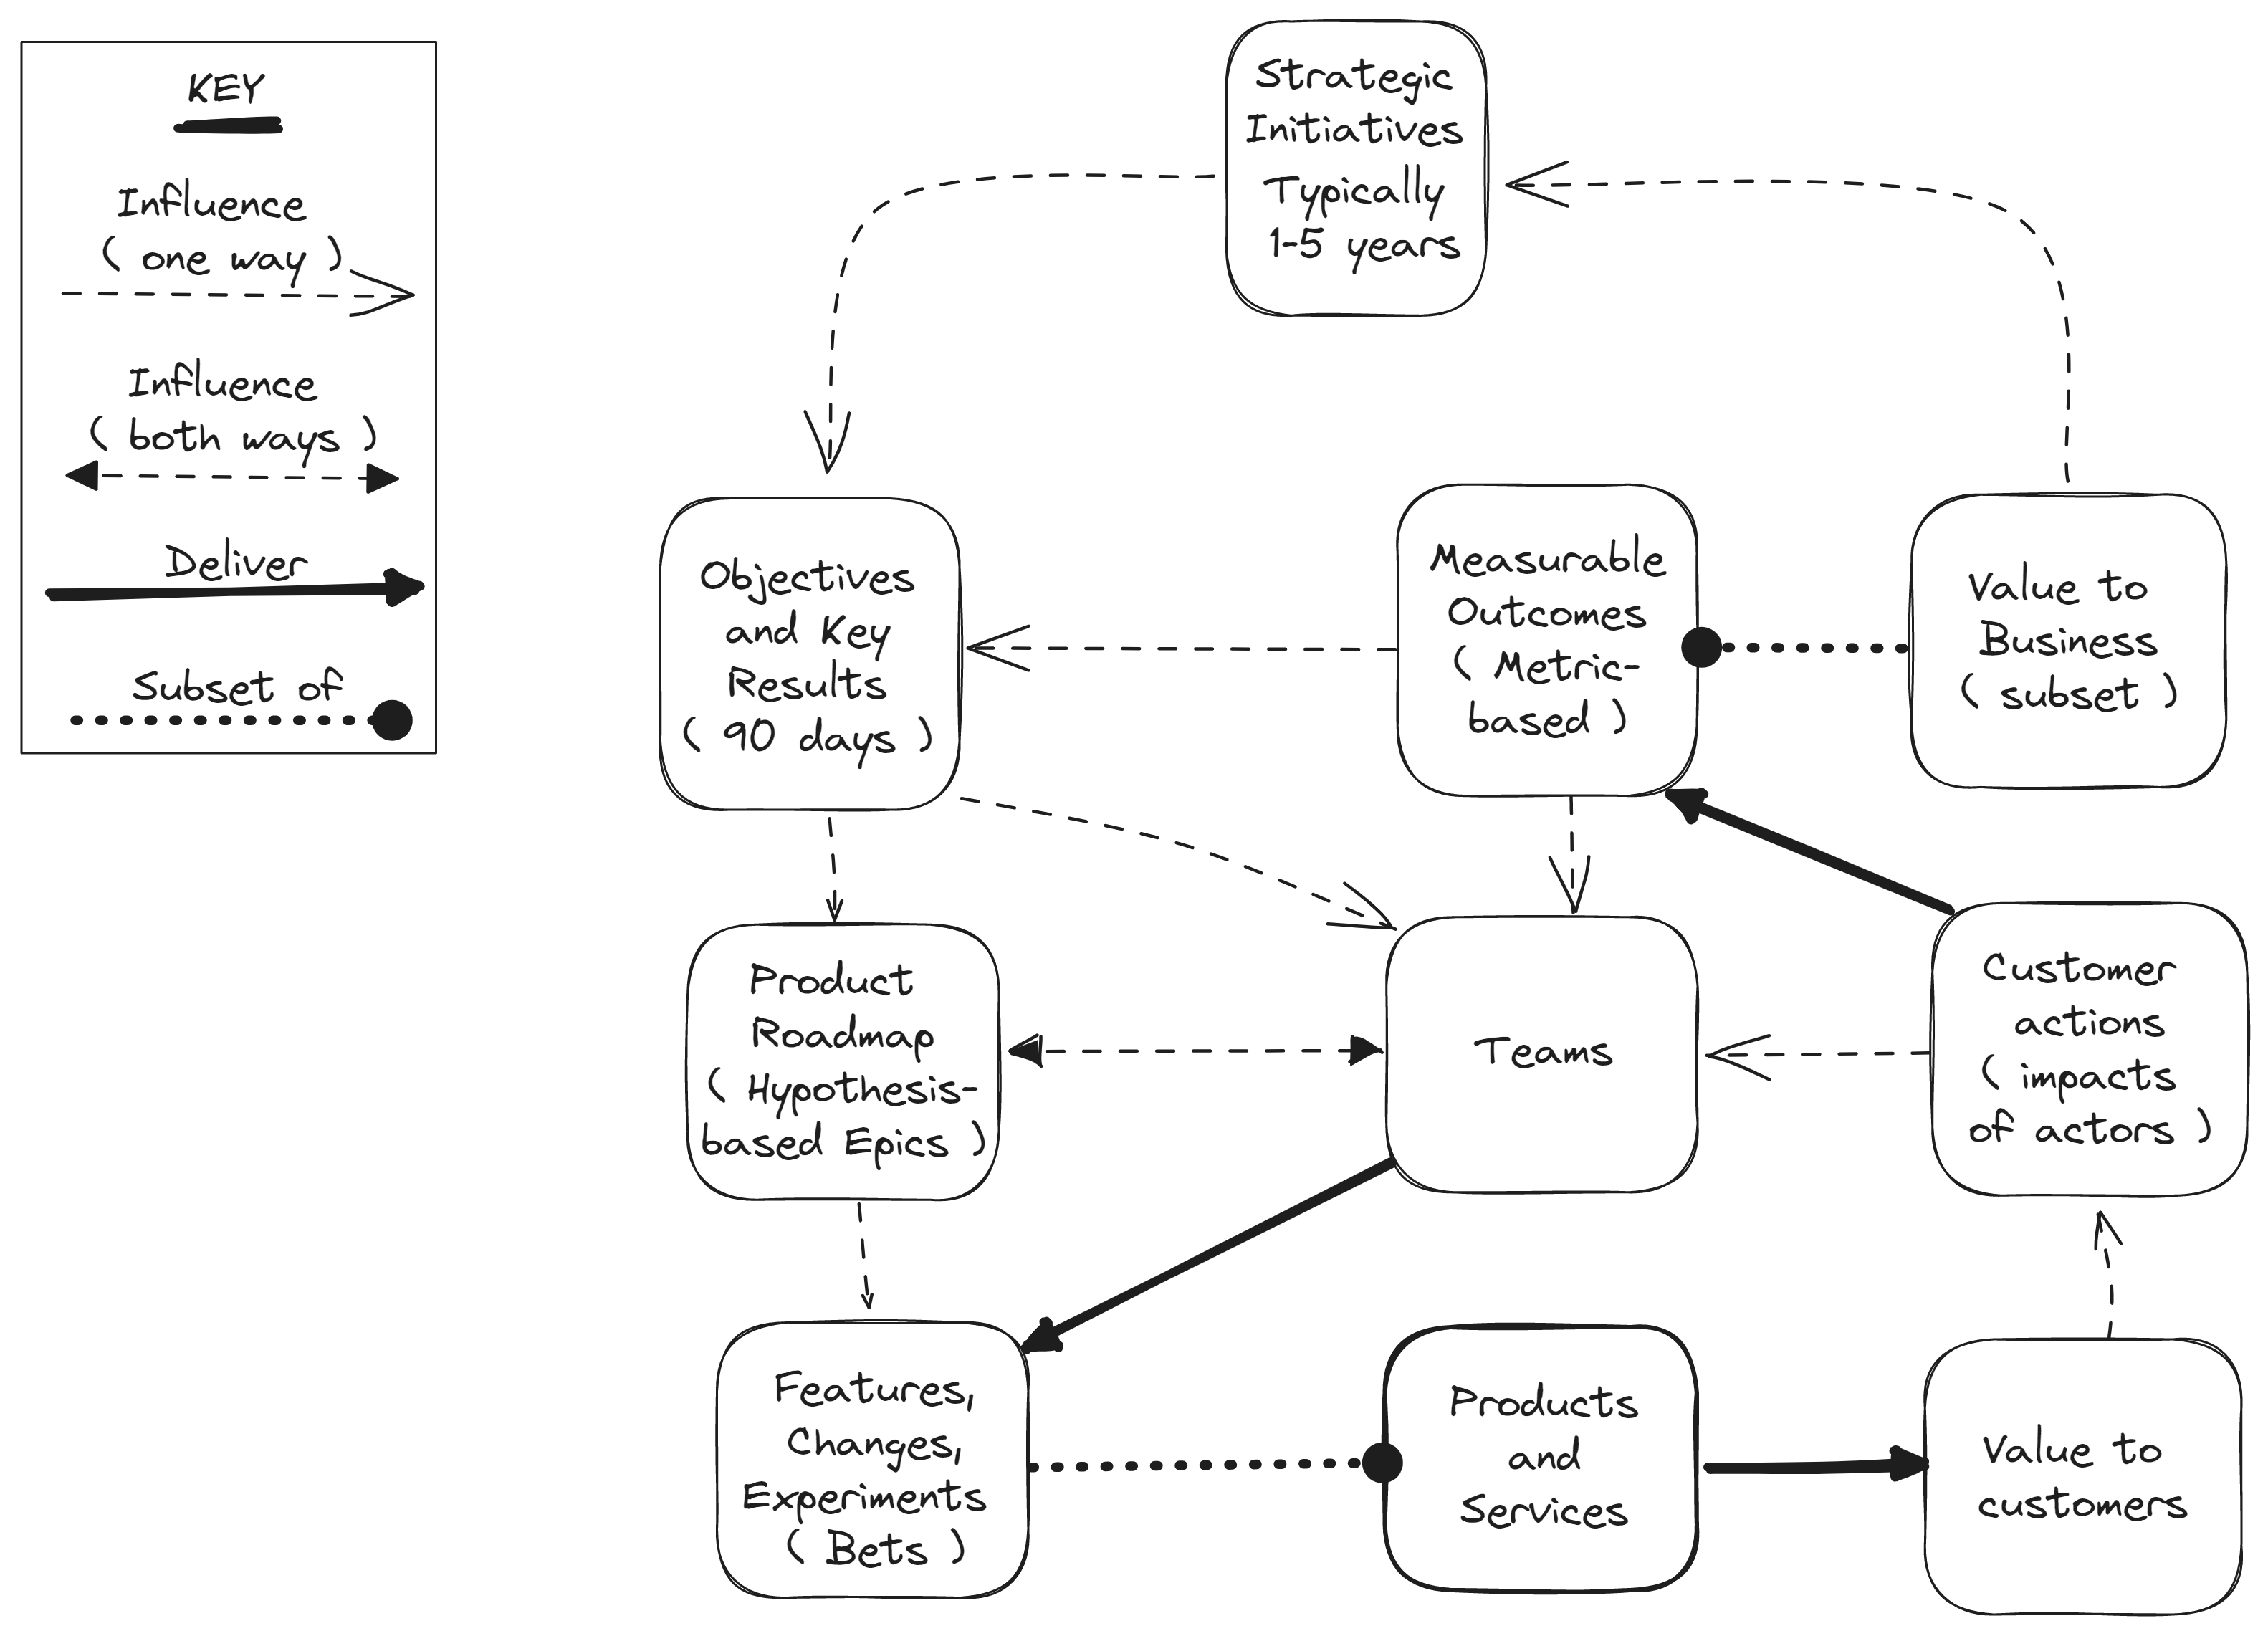 KEY
Influence
( one way )
Influence
( both ways )
Deliver
Subset of
Strategic
Initiatives
Typically
1-5 years
Objectives
and Key
Results
( 90 days )
Measurable
Outcomes
( Metric-
based )
Value to
Business
( subset )
Product
Roadmap
( Hypothesis-
based Epics )
Teams
Customer
actions
( impacts
of actors )
Features,
Changes,
Experiments
( Bets )
Products
and
Services
Value to
customers